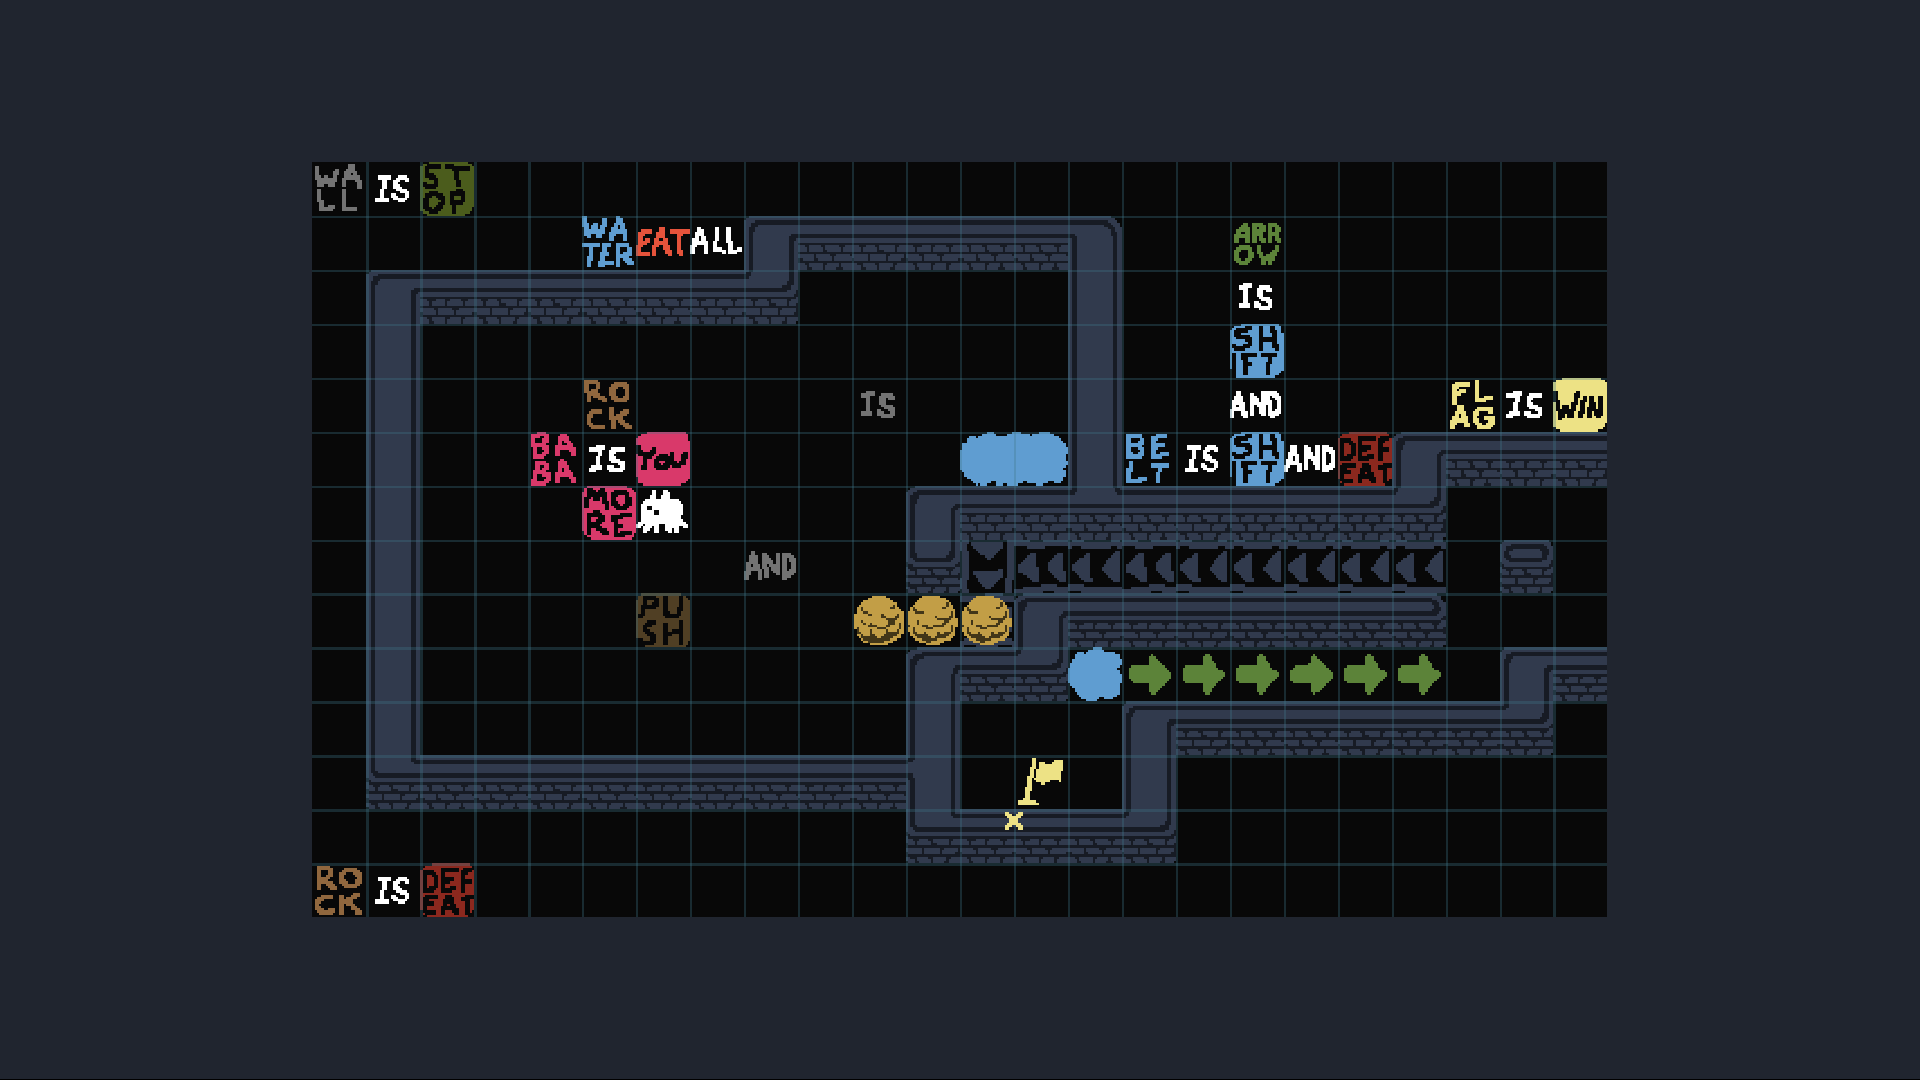 WALL IS STOP
WATER EAT ALL
ARROW
IS
SHIFT
ROCK
IS
AND
FLAG IS WIN
BABA IS YOU
BELT IS SHIFT AND DEFEAT
MORE
AND
PUSH
ROCK IS DEFEAT